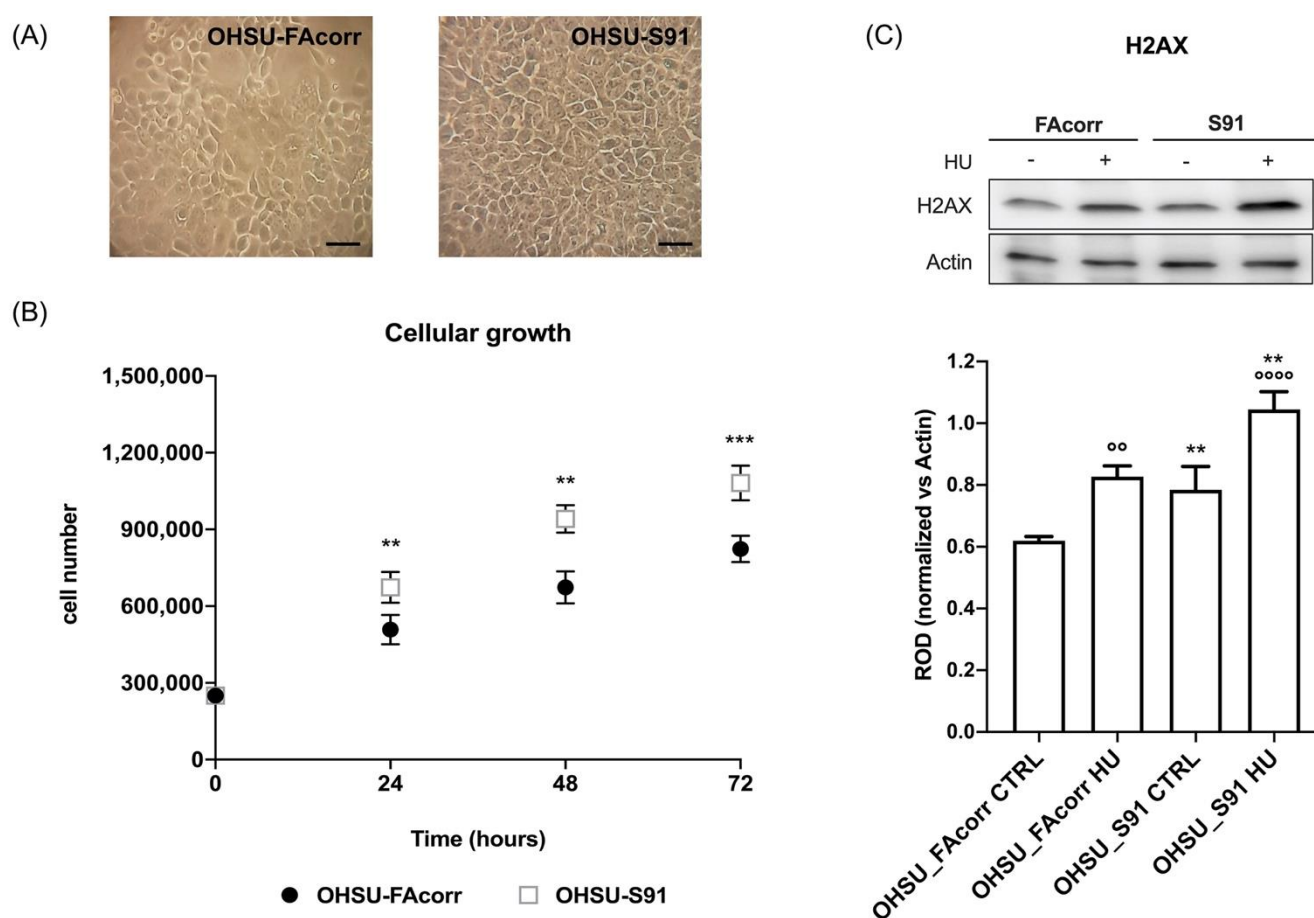 (A)
OHSU-FAcorr
OHSU-S91
(B)
Cellular growth
cell number
1,500,000
1,200,000
900,000
600,000
300,000
0
**
**
***
0 24 48 72
Time (hours)
OHSU-FAcorr OHSU-S91
(C)
H2AX
FAcorr S91
HU - + - +
H2AX
Actin
ROD (normalized vs Actin)
1.2
1.0
0.8
0.6
0.4
0.2
0.0
°°
**
**
°°°°
OHSU_FAcorr CTRL
OHSU_FAcorr HU
OHSU_S91 CTRL
OHSU_S91 HU